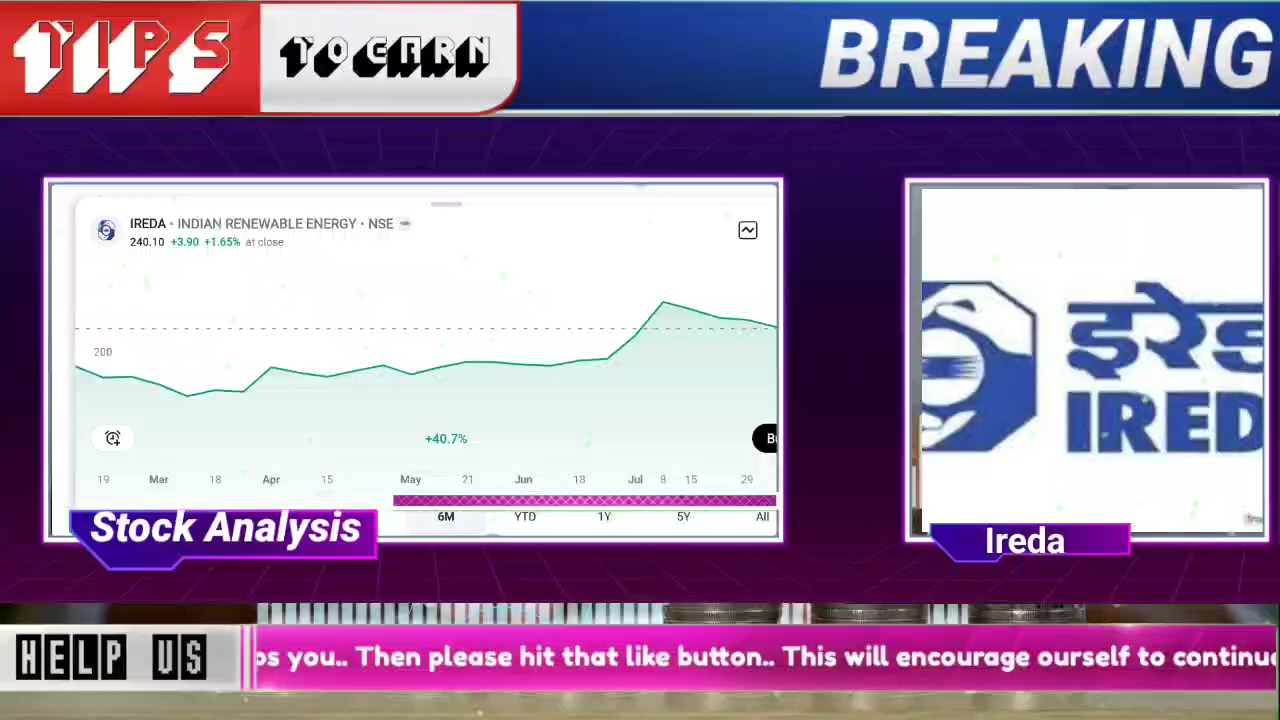 TIPS
TO EARN
BREAKING
IREDA • INDIAN RENEWABLE ENERGY • NSE
240.10 +3.90 +1.65% at close
200
+40.7%
19 Mar 18 Apr 15 May 21 Jun 18 Jul 8 15 29
6M YTD 1Y 5Y All
Stock Analysis
इरेड
IRED
Ireda
HELP US
you.. Then please hit that like button.. This will encourage ourself to continue